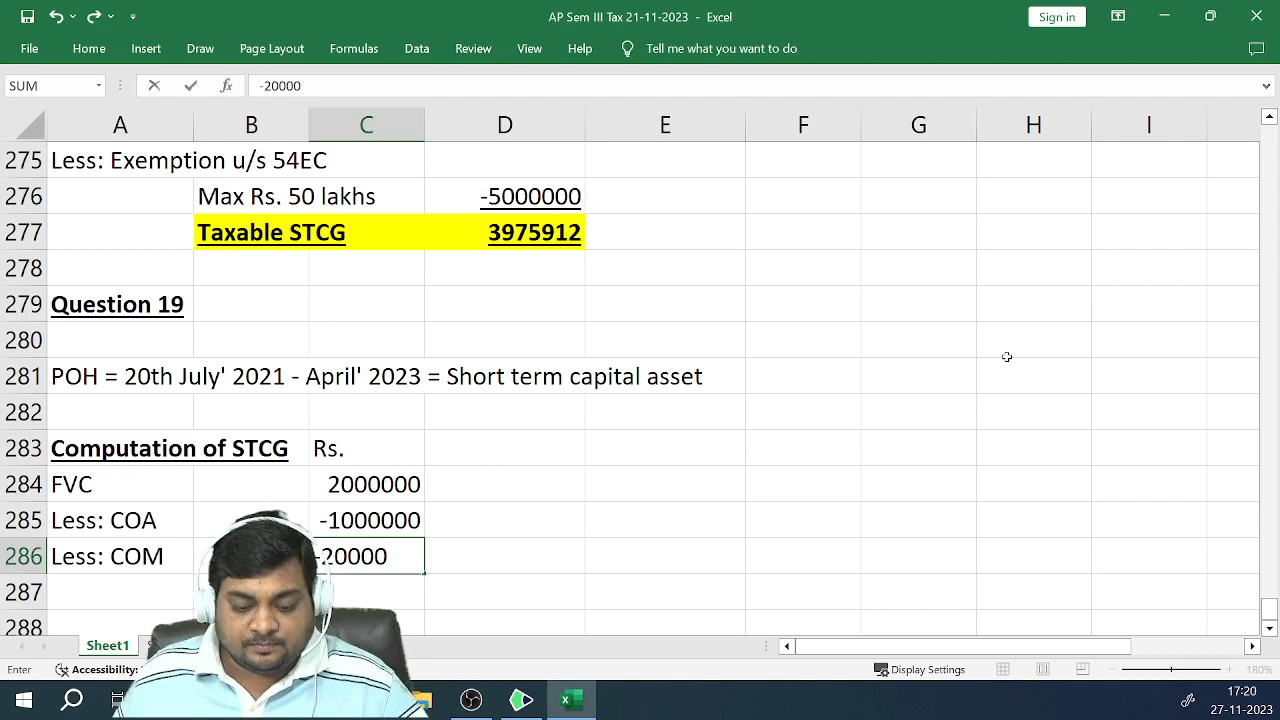 AP Sem III Tax 21-11-2023 - Excel
Sign in
File Home Insert Draw Page Layout Formulas Data Review View Help Tell me what you want to do
SUM fx -20000
A B C D E F G H I
275 Less: Exemption u/s 54EC
276 Max Rs. 50 lakhs -5000000
277 Taxable STCG 3975912
278
279 Question 19
280
281 POH = 20th July' 2021 - April' 2023 = Short term capital asset
282
283 Computation of STCG Rs.
284 FVC 2000000
285 Less: COA -1000000
286 Less: COM -20000
287
288
Sheet1
Enter Accessibility: Display Settings 180%
17:20
27-11-2023